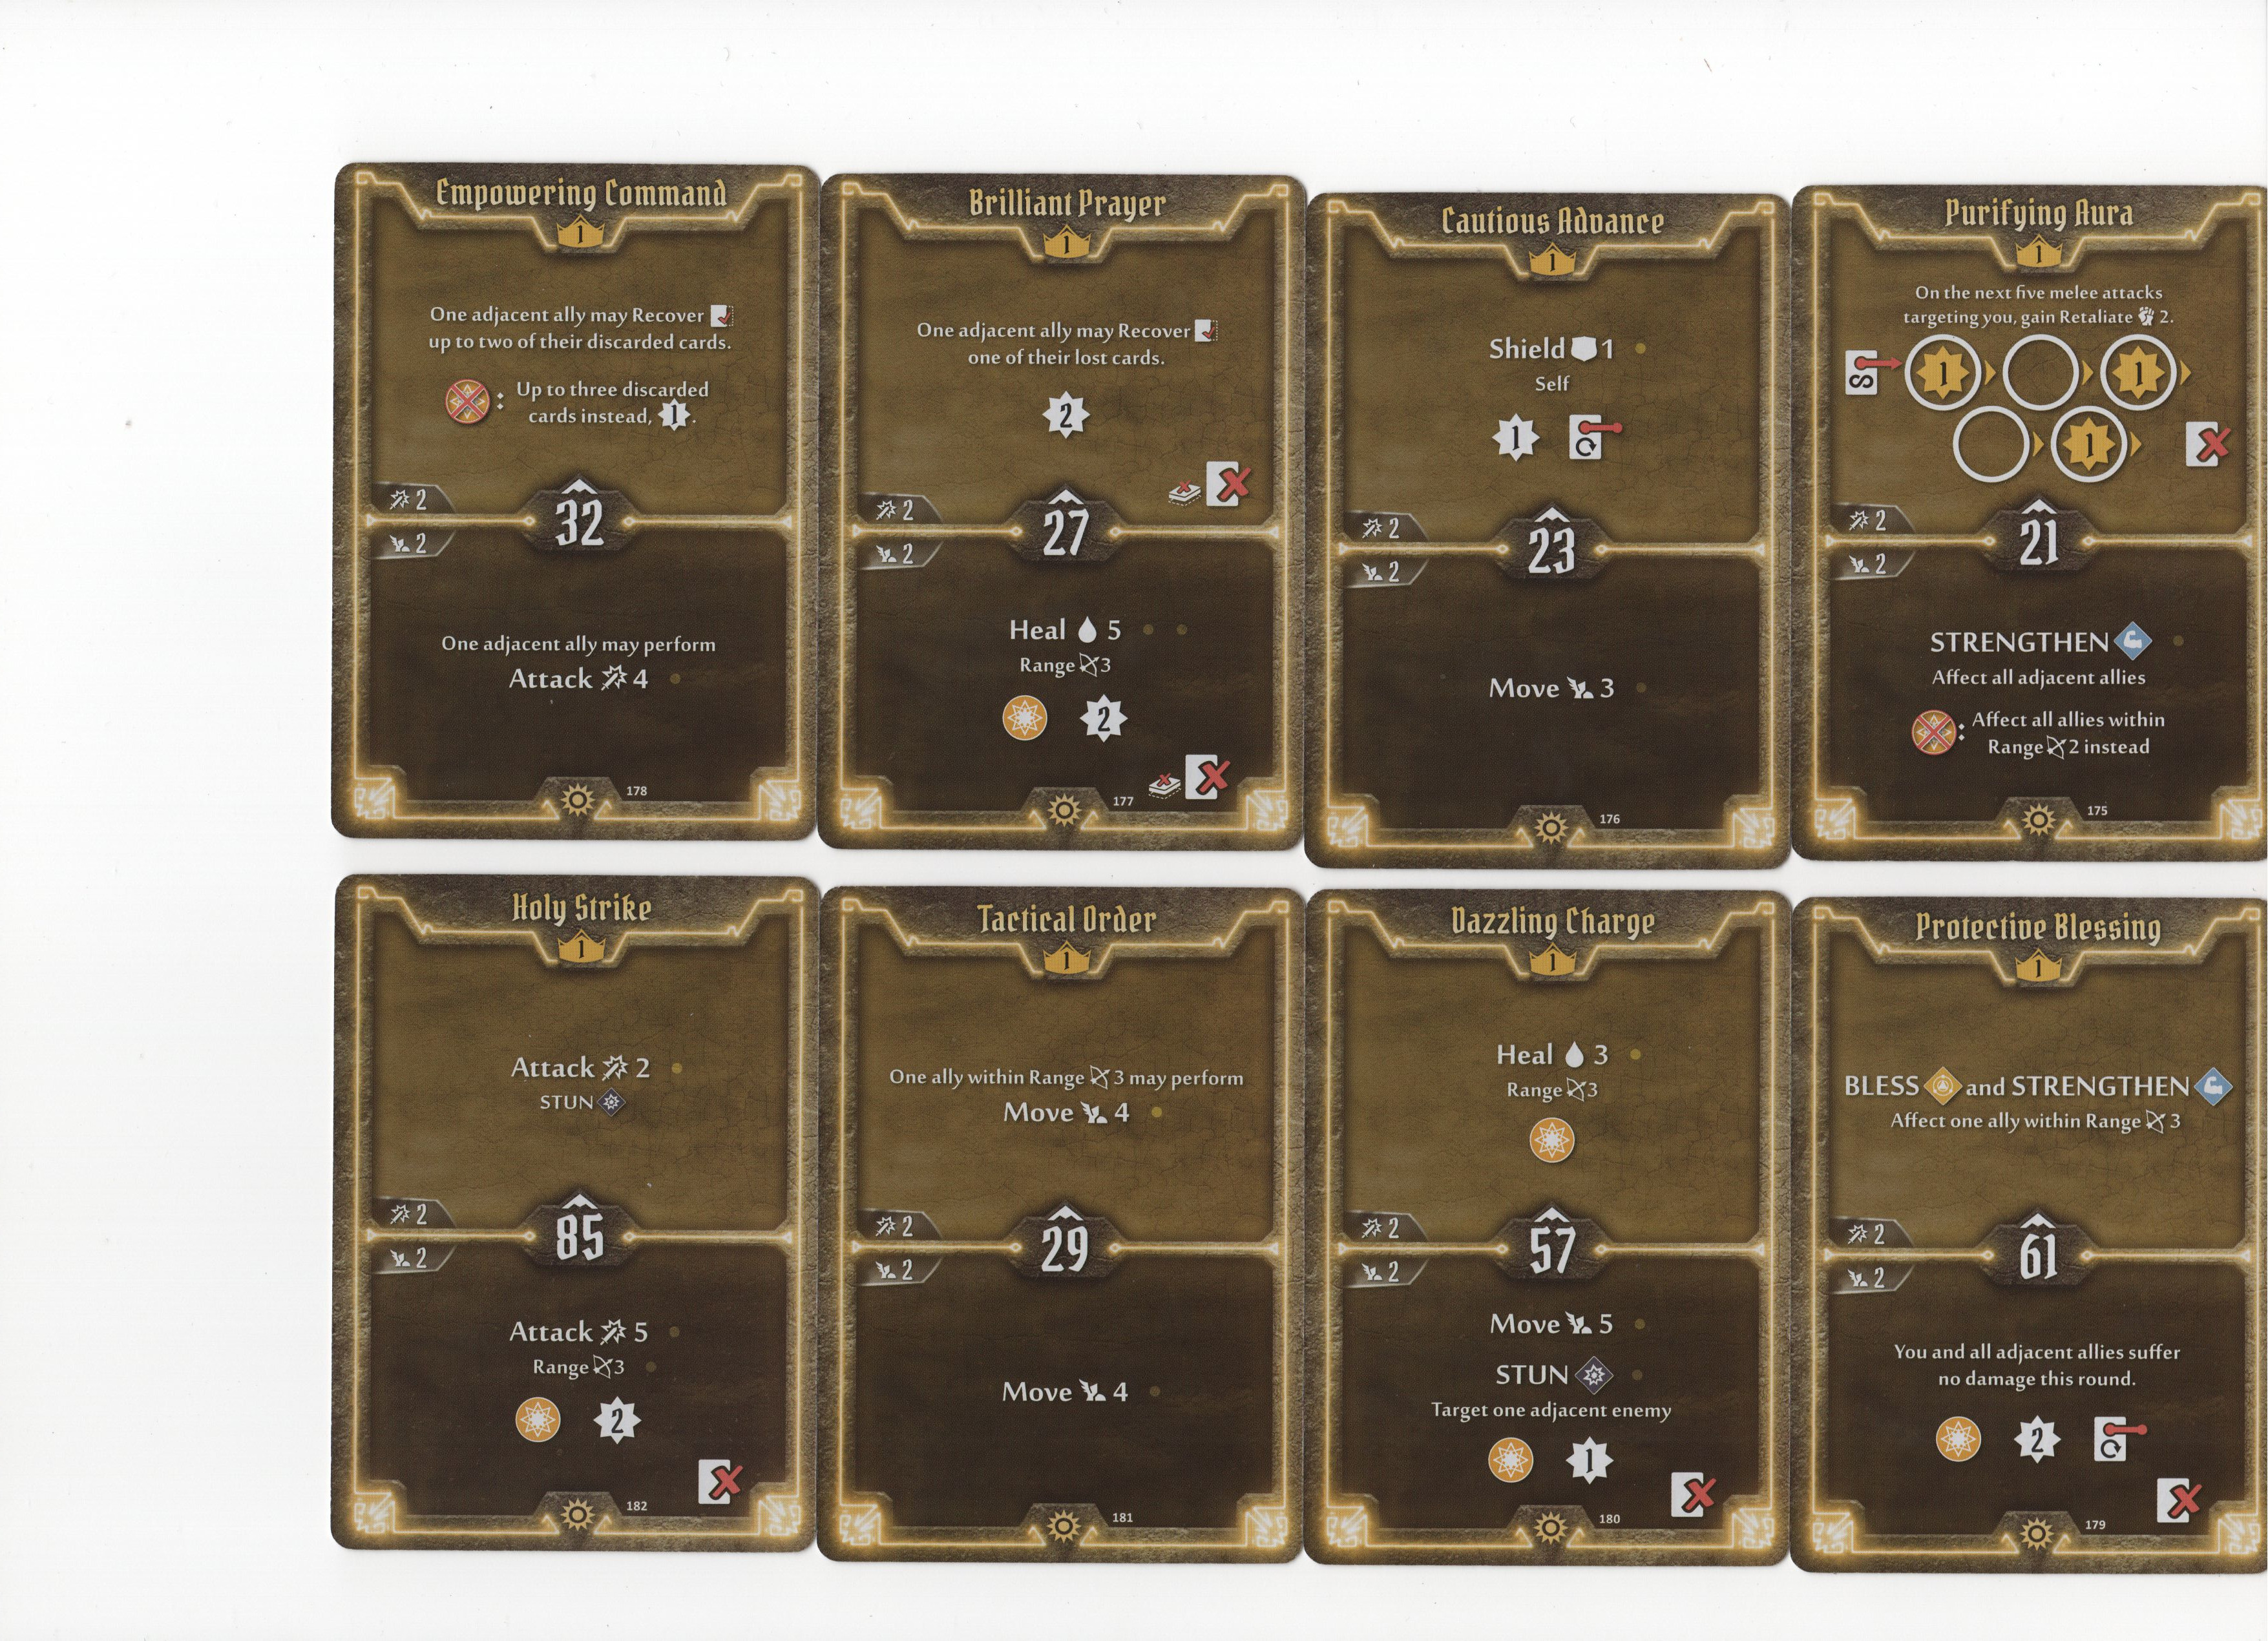 Empowering Command
1
One adjacent ally may Recover
up to two of their discarded cards.
: Up to three discarded
cards instead, 1.
2
32
2
One adjacent ally may perform
Attack 4
178
Brilliant Prayer
1
One adjacent ally may Recover
one of their lost cards.
2
2
27
2
Heal 5
Range 3
2
177
Cautious Advance
1
Shield 1
Self
1
2
23
2
Move 3
176
Purifying Aura
1
On the next five melee attacks
targeting you, gain Retaliate 2.
1 1
1
2
21
2
STRENGTHEN
Affect all adjacent allies
: Affect all allies within
Range 2 instead
175
Holy Strike
1
Attack 2
STUN
2
85
2
Attack 5
Range 3
2
182
Tactical Order
1
One ally within Range 3 may perform
Move 4
2
29
2
Move 4
181
Dazzling Charge
1
Heal 3
Range 3
2
57
2
Move 5
STUN
Target one adjacent enemy
1
180
Protective Blessing
1
BLESS and STRENGTHEN
Affect one ally within Range 3
2
61
2
You and all adjacent allies suffer
no damage this round.
2
179